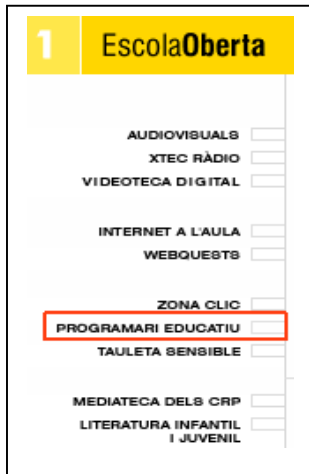 1 EscolaOberta
AUDIOVISUALS
XTEC RÀDIO
VIDEOTECA DIGITAL
INTERNET A L'AULA
WEBQUESTS
ZONA CLIC
PROGRAMARI EDUCATIU
TAULETA SENSIBLE
MEDIATECA DELS CRP
LITERATURA INFANTIL
I JUVENIL